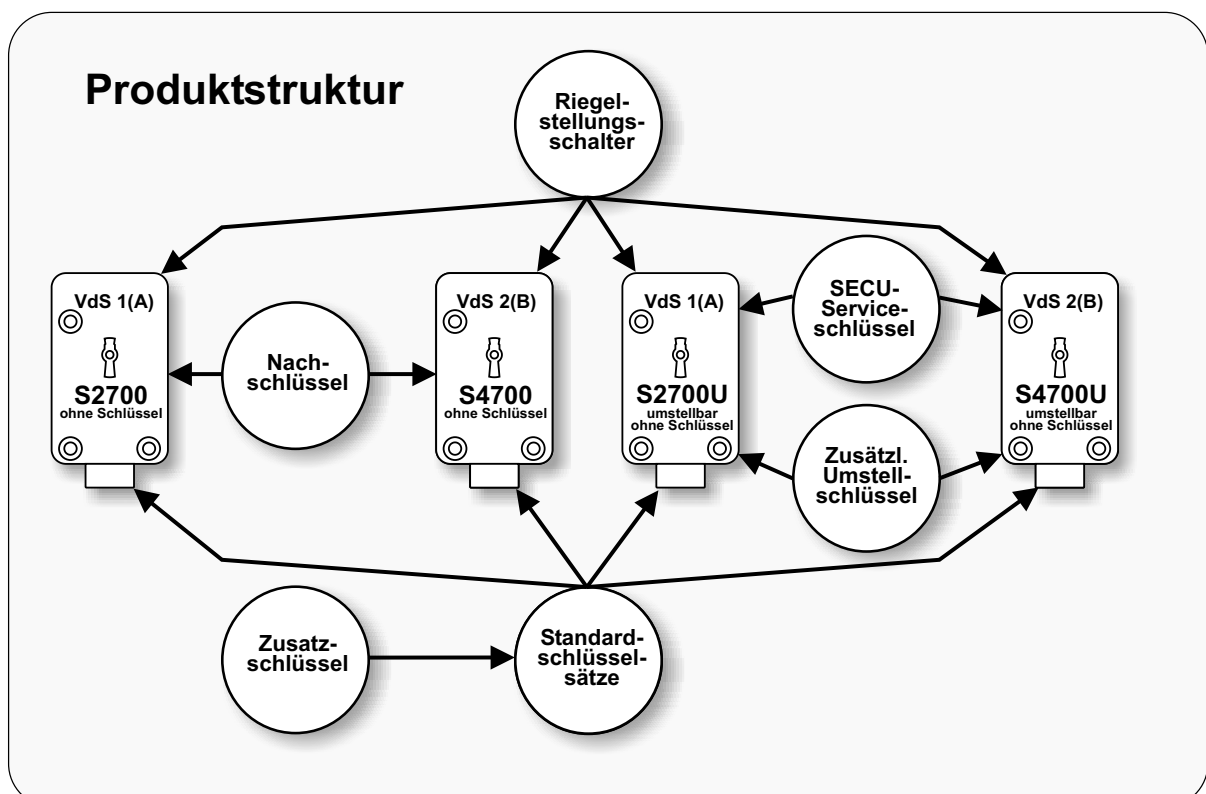 Produktstruktur
Riegel-
stellungs-
schalter
VdS 1(A)
S2700
ohne Schlüssel
Nach-
schlüssel
VdS 2(B)
S4700
ohne Schlüssel
VdS 1(A)
S2700U
umstellbar
ohne Schlüssel
SECU-
Service-
schlüssel
Zusätzl.
Umstell-
schlüssel
VdS 2(B)
S4700U
umstellbar
ohne Schlüssel
Zusatz-
schlüssel
Standard-
schlüssel-
sätze